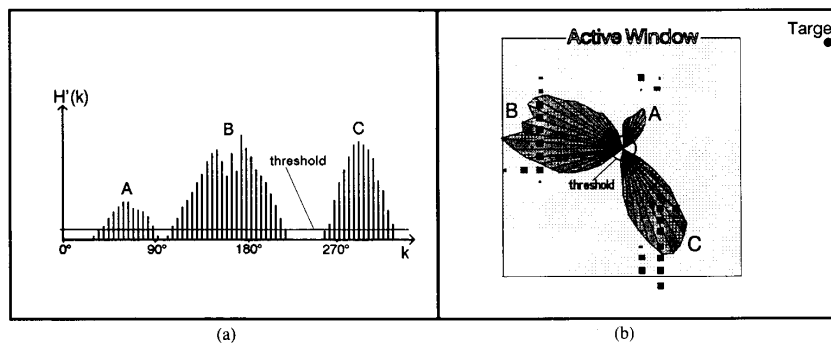 H'(k)
A
B
C
threshold
0°
90°
180°
270°
k
(a)
Active Window
Targe
A
B
threshold
C
(b)